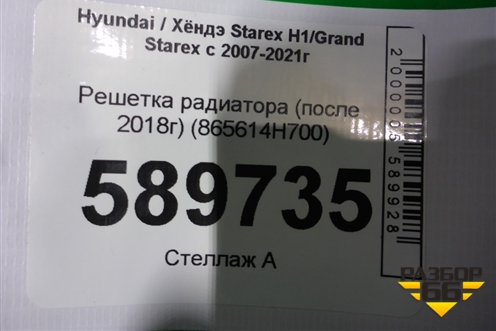 Hyundai / Хёндэ Starex H1/Grand
Starex с 2007-2021г
Решетка радиатора (после
2018г) (865614H700)
589735
Стеллаж А
2000005589928
РАЗБОР
66